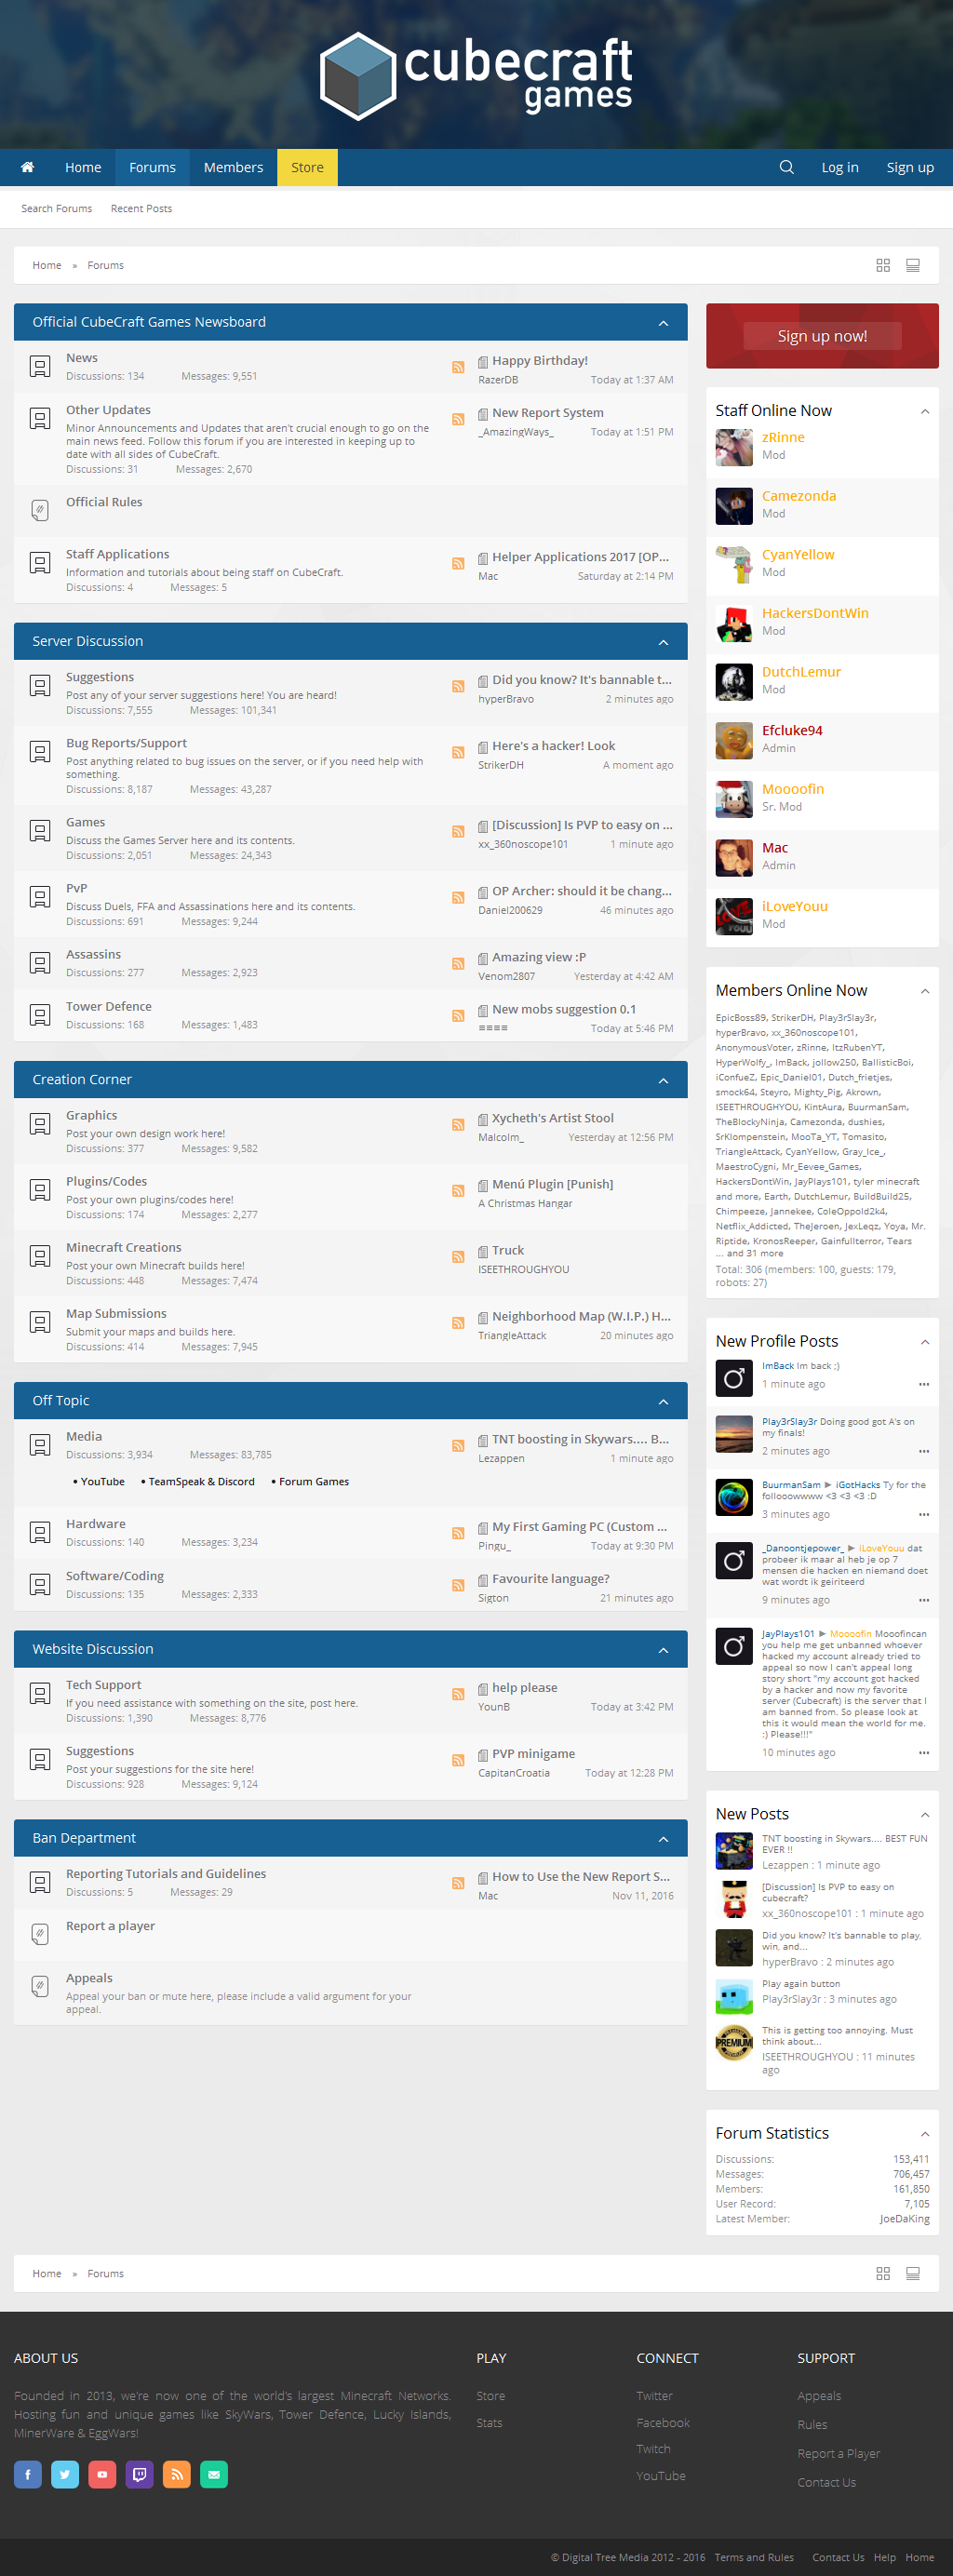 cubecraft
games
Home
Forums
Members
Store
Log in
Sign up
Search Forums
Recent Posts
Home » Forums
Official CubeCraft Games Newsboard
News
Discussions: 134 Messages: 9,551
Happy Birthday!
RazerDB Today at 1:37 AM
Other Updates
Minor Announcements and Updates that aren't crucial enough to go on the
main news feed. Follow this forum if you are interested in keeping up to
date with all sides of CubeCraft.
Discussions: 31 Messages: 2,670
New Report System
_AmazingWays_ Today at 1:51 PM
Official Rules
Staff Applications
Information and tutorials about being staff on CubeCraft.
Discussions: 4 Messages: 5
Helper Applications 2017 [OP...
Mac Saturday at 2:14 PM
Server Discussion
Suggestions
Post any of your server suggestions here! You are heard!
Discussions: 7,555 Messages: 101,341
Did you know? It's bannable t...
hyperBravo 2 minutes ago
Bug Reports/Support
Post anything related to bug issues on the server, or if you need help with
something.
Discussions: 8,187 Messages: 43,287
Here's a hacker! Look
StrikerDH A moment ago
Games
Discuss the Games Server here and its contents.
Discussions: 2,051 Messages: 24,343
[Discussion] Is PVP to easy on ...
xx_360noscope101 1 minute ago
PvP
Discuss Duels, FFA and Assassinations here and its contents.
Discussions: 691 Messages: 9,244
OP Archer: should it be chang...
Daniel200629 46 minutes ago
Assassins
Discussions: 277 Messages: 2,923
Amazing view :P
Venom2807 Yesterday at 4:42 AM
Tower Defence
Discussions: 168 Messages: 1,483
New mobs suggestion 0.1
≡≡≡≡ Today at 5:46 PM
Creation Corner
Graphics
Post your own design work here!
Discussions: 377 Messages: 9,582
Xycheth's Artist Stool
Malcolm_ Yesterday at 12:56 PM
Plugins/Codes
Post your own plugins/codes here!
Discussions: 174 Messages: 2,277
Menú Plugin [Punish]
A Christmas Hangar
Minecraft Creations
Post your own Minecraft builds here!
Discussions: 448 Messages: 7,474
Truck
ISEETHROUGHYOU
Map Submissions
Submit your maps and builds here.
Discussions: 414 Messages: 7,945
Neighborhood Map (W.I.P.) H...
TriangleAttack 20 minutes ago
Off Topic
Media
Discussions: 3,934 Messages: 83,785
TNT boosting in Skywars.... B...
Lezappen 1 minute ago
• YouTube • TeamSpeak & Discord • Forum Games
Hardware
Discussions: 140 Messages: 3,234
My First Gaming PC (Custom ...
Pingu_ Today at 9:30 PM
Software/Coding
Discussions: 135 Messages: 2,333
Favourite language?
Sigton 21 minutes ago
Website Discussion
Tech Support
If you need assistance with something on the site, post here.
Discussions: 1,390 Messages: 8,776
help please
YounB Today at 3:42 PM
Suggestions
Post your suggestions for the site here!
Discussions: 928 Messages: 9,124
PVP minigame
CapitanCroatia Today at 12:28 PM
Ban Department
Reporting Tutorials and Guidelines
Discussions: 5 Messages: 29
How to Use the New Report S...
Mac Nov 11, 2016
Report a player
Appeals
Appeal your ban or mute here, please include a valid argument for your
appeal.
Sign up now!
Staff Online Now
zRinne
Mod
Camezonda
Mod
CyanYellow
Mod
HackersDontWin
Mod
DutchLemur
Mod
Efcluke94
Admin
Moooofin
Sr. Mod
Mac
Admin
iLoveYouu
Mod
Members Online Now
EpicBoss89, StrikerDH, Play3rSlay3r,
hyperBravo, xx_360noscope101,
AnonymousVoter, zRinne, ItzRubenYT,
HyperWolfy_, ImBack, jollow250, BallisticBoi,
iConfueZ, Epic_Daniel01, Dutch_frietjes,
smock64, Steyro, Mighty_Pig, Akrown,
ISEETHROUGHYOU, KintAura, BuurmanSam,
TheBlockyNinja, Camezonda, dushies,
SrKlompenstein, MooTa_YT, Tomasito,
TriangleAttack, CyanYellow, Gray_Ice_,
MaestroCygni, Mr_Eevee_Games,
HackersDontWin, JayPlays101, tyler minecraft
and more, Earth, DutchLemur, BuildBuild25,
Chimpeeze, Jannekee, ColeOppold2k4,
Netflix_Addicted, TheJeroen, JexLeqz, Yoya, Mr.
Riptide, KronosReeper, Gainfullterror, Tears
... and 31 more
Total: 306 (members: 100, guests: 179,
robots: 27)
New Profile Posts
ImBack Im back ;)
1 minute ago •••
Play3rSlay3r Doing good got A's on
my finals!
2 minutes ago •••
BuurmanSam ► iGotHacks Ty for the
follooowwww <3 <3 <3 :D
3 minutes ago •••
_Danoontjepower_ ► iLoveYouu dat
probeer ik maar al heb je op 7
mensen die hacken en niemand doet
wat wordt ik geiriteerd
9 minutes ago •••
JayPlays101 ► Moooofin Mooofincan
you help me get unbanned whoever
hacked my account already tried to
appeal so now I can't appeal long
story short "my account got hacked
by a hacker and now my favorite
server (Cubecraft) is the server that I
am banned from. So please look at
this it would mean the world for me.
:) Please!!!"
10 minutes ago •••
New Posts
TNT boosting in Skywars.... BEST FUN
EVER !!
Lezappen : 1 minute ago
[Discussion] Is PVP to easy on
cubecraft?
xx_360noscope101 : 1 minute ago
Did you know? It's bannable to play,
win, and...
hyperBravo : 2 minutes ago
Play again button
Play3rSlay3r : 3 minutes ago
PREMIUM
This is getting too annoying. Must
think about...
ISEETHROUGHYOU : 11 minutes
ago
Forum Statistics
Discussions: 153,411
Messages: 706,457
Members: 161,850
User Record: 7,105
Latest Member: JoeDaKing
Home » Forums
ABOUT US
Founded in 2013, we're now one of the world's largest Minecraft Networks.
Hosting fun and unique games like SkyWars, Tower Defence, Lucky Islands,
MinerWare & EggWars!
PLAY
Store
Stats
CONNECT
Twitter
Facebook
Twitch
YouTube
SUPPORT
Appeals
Rules
Report a Player
Contact Us
© Digital Tree Media 2012 - 2016 Terms and Rules Contact Us Help Home